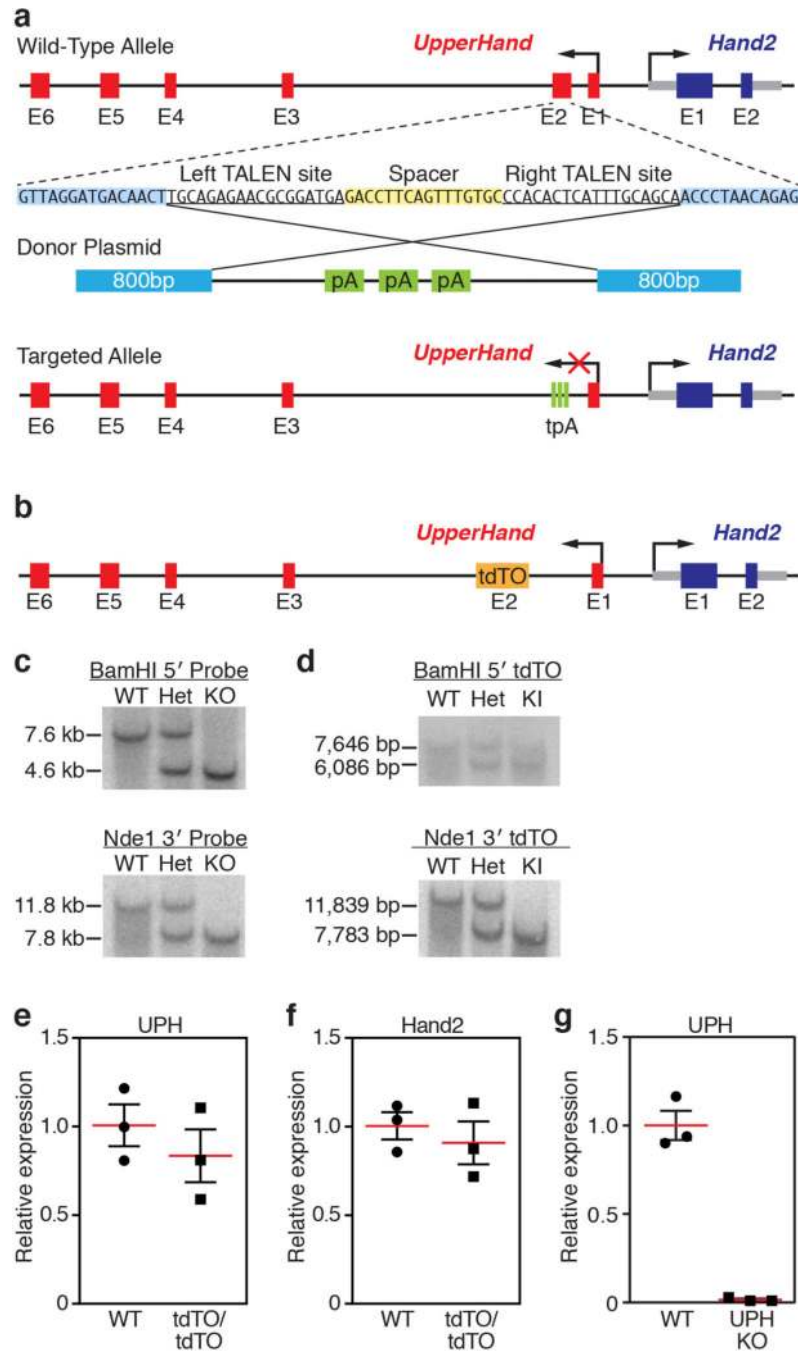 a
Wild-Type Allele
UpperHand
Hand2
E6 E5 E4 E3 E2 E1 E1 E2
Left TALEN site Spacer Right TALEN site
GTTAGGATGACAACTTGCAGAGAACGCGGATGAGACCTTCAGTTTGTGCCCACACTCATTTGCAGCAACCCTAACAGAG
Donor Plasmid
800bp pA pA pA 800bp
Targeted Allele
UpperHand
Hand2
E6 E5 E4 E3 tpA E1 E2
b
UpperHand
Hand2
tdTO
E6 E5 E4 E3 E2 E1 E1 E2
c
BamHI 5′ Probe
WT Het KO
7.6 kb
4.6 kb
Nde1 3′ Probe
WT Het KO
11.8 kb
7.8 kb
d
BamHI 5′ tdTO
WT Het KI
7,646 bp
6,086 bp
Nde1 3′ tdTO
WT Het KI
11,839 bp
7,783 bp
e
UPH
Relative expression
1.5
1.0
0.5
0
WT tdTO/
tdTO
f
Hand2
Relative expression
1.5
1.0
0.5
0
WT tdTO/
tdTO
g
UPH
Relative expression
1.5
1.0
0.5
0
WT UPH
KO